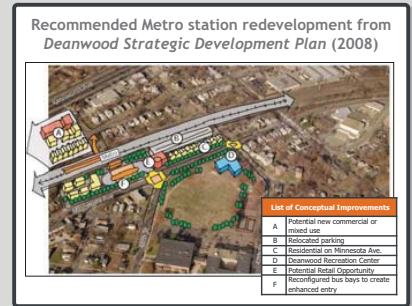 Recommended Metro station redevelopment from
Deanwood Strategic Development Plan (2008)
A
Metro
B
C
D
E
F
List of Conceptual Improvements
A Potential new commercial or
mixed use
B Relocated parking
C Residential on Minnesota Ave.
D Deanwood Recreation Center
E Potential Retail Opportunity
F Reconfigured bus bays to create
enhanced entry